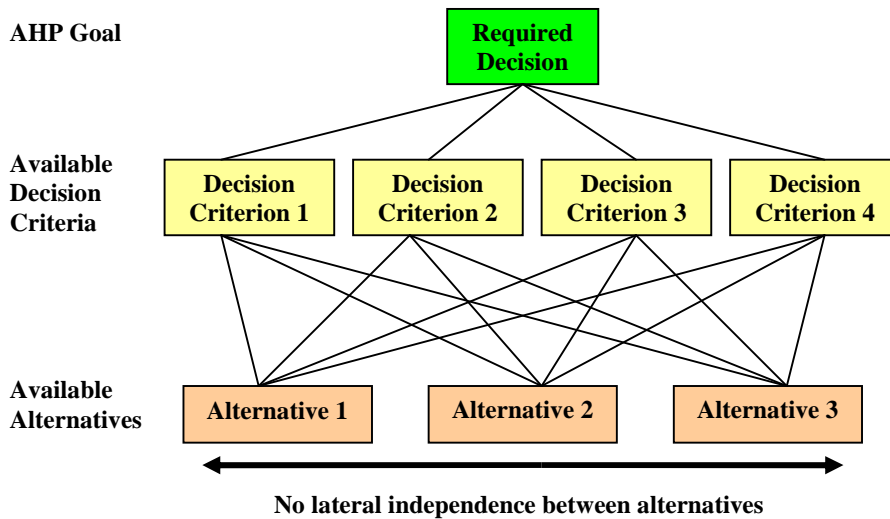 AHP Goal
Required
Decision
Available
Decision
Criteria
Decision
Criterion 1
Decision
Criterion 2
Decision
Criterion 3
Decision
Criterion 4
Available
Alternatives
Alternative 1
Alternative 2
Alternative 3
No lateral independence between alternatives